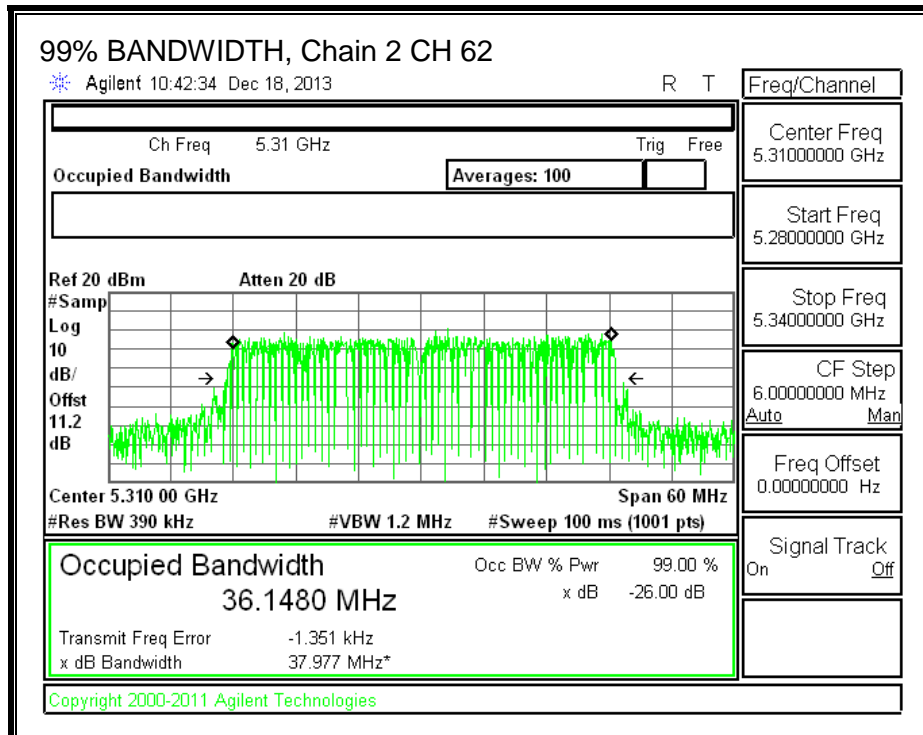 99% BANDWIDTH, Chain 2 CH 62
Agilent 10:42:34 Dec 18, 2013 R T
Ch Freq 5.31 GHz Trig Free
Occupied Bandwidth Averages: 100
Ref 20 dBm Atten 20 dB
#Samp
Log
10
dB/
Offst
11.2
dB
Center 5.310 00 GHz Span 60 MHz
#Res BW 390 kHz #VBW 1.2 MHz #Sweep 100 ms (1001 pts)
Occupied Bandwidth
36.1480 MHz
Occ BW % Pwr 99.00 %
x dB -26.00 dB
Transmit Freq Error -1.351 kHz
x dB Bandwidth 37.977 MHz*
Copyright 2000-2011 Agilent Technologies
Freq/Channel
Center Freq
5.31000000 GHz
Start Freq
5.28000000 GHz
Stop Freq
5.34000000 GHz
CF Step
6.00000000 MHz
Auto Man
Freq Offset
0.00000000 Hz
Signal Track
On Off